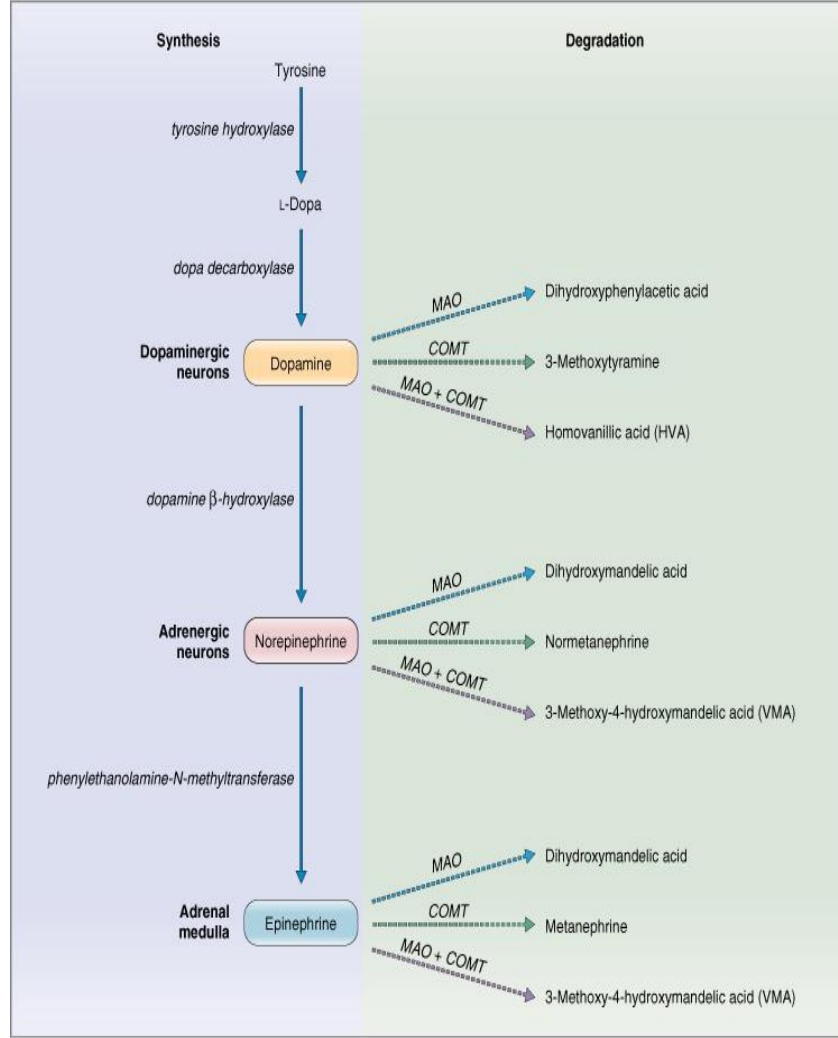 Synthesis
Degradation
Tyrosine
tyrosine hydroxylase
L-Dopa
dopa decarboxylase
MAO
Dihydroxyphenylacetic acid
Dopaminergic
neurons
Dopamine
COMT
3-Methoxytyramine
MAO + COMT
Homovanillic acid (HVA)
dopamine β-hydroxylase
MAO
Dihydroxymandelic acid
Adrenergic
neurons
Norepinephrine
COMT
Normetanephrine
MAO + COMT
3-Methoxy-4-hydroxymandelic acid (VMA)
phenylethanolamine-N-methyltransferase
MAO
Dihydroxymandelic acid
Adrenal
medulla
Epinephrine
COMT
Metanephrine
MAO + COMT
3-Methoxy-4-hydroxymandelic acid (VMA)